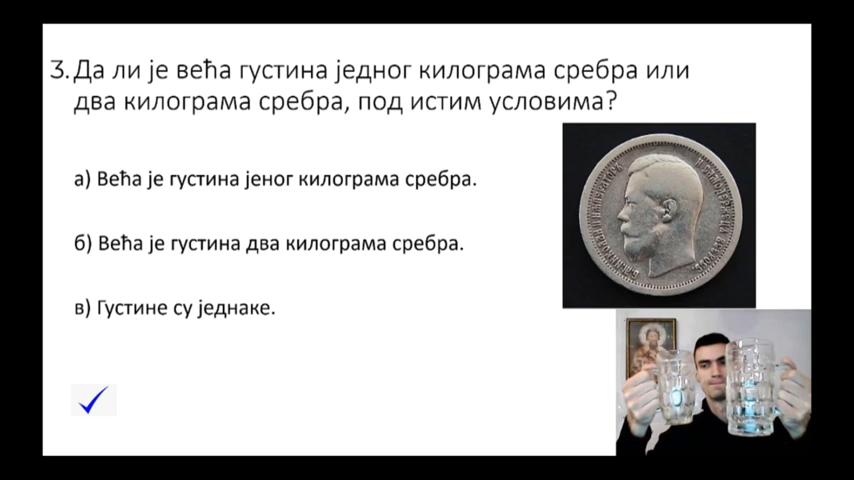 3. Да ли је већа густина једног килограма сребра или
два килограма сребра, под истим условима?
а) Већа је густина јеног килограма сребра.
б) Већа је густина два килограма сребра.
в) Густине су једнаке.